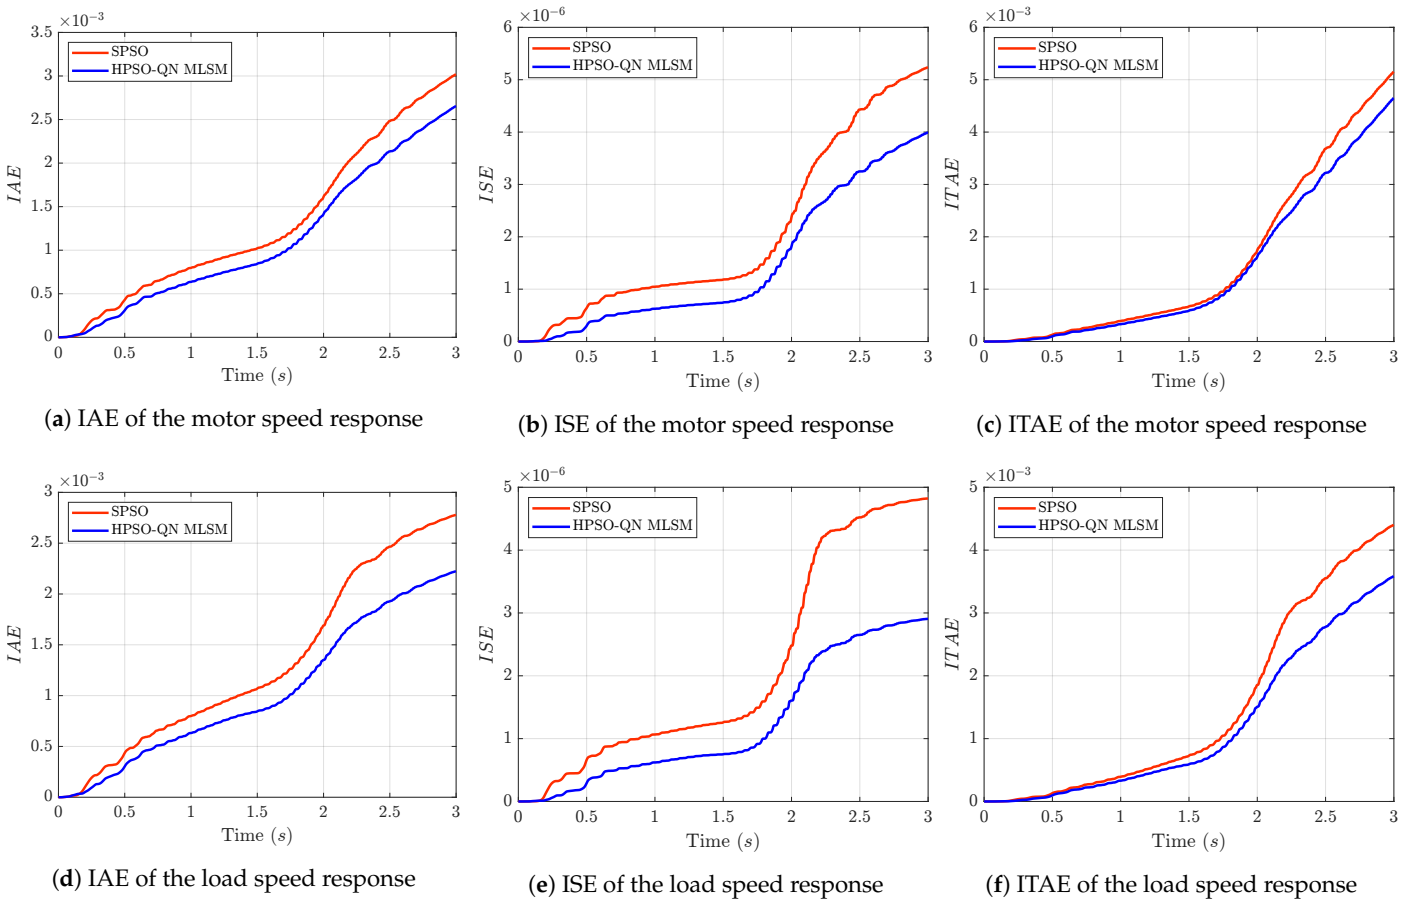 ×10⁻³
3.5
3
2.5
2
1.5
1
0.5
0
IAE
SPSO
HPSO-QN MLSM
0 0.5 1 1.5 2 2.5 3
Time (s)
(a) IAE of the motor speed response
×10⁻⁶
6
5
4
3
2
1
0
ISE
SPSO
HPSO-QN MLSM
0 0.5 1 1.5 2 2.5 3
Time (s)
(b) ISE of the motor speed response
×10⁻³
6
5
4
3
2
1
0
ITAE
SPSO
HPSO-QN MLSM
0 0.5 1 1.5 2 2.5 3
Time (s)
(c) ITAE of the motor speed response
×10⁻³
3
2.5
2
1.5
1
0.5
0
IAE
SPSO
HPSO-QN MLSM
0 0.5 1 1.5 2 2.5 3
Time (s)
(d) IAE of the load speed response
×10⁻⁶
5
4
3
2
1
0
ISE
SPSO
HPSO-QN MLSM
0 0.5 1 1.5 2 2.5 3
Time (s)
(e) ISE of the load speed response
×10⁻³
5
4
3
2
1
0
ITAE
SPSO
HPSO-QN MLSM
0 0.5 1 1.5 2 2.5 3
Time (s)
(f) ITAE of the load speed response